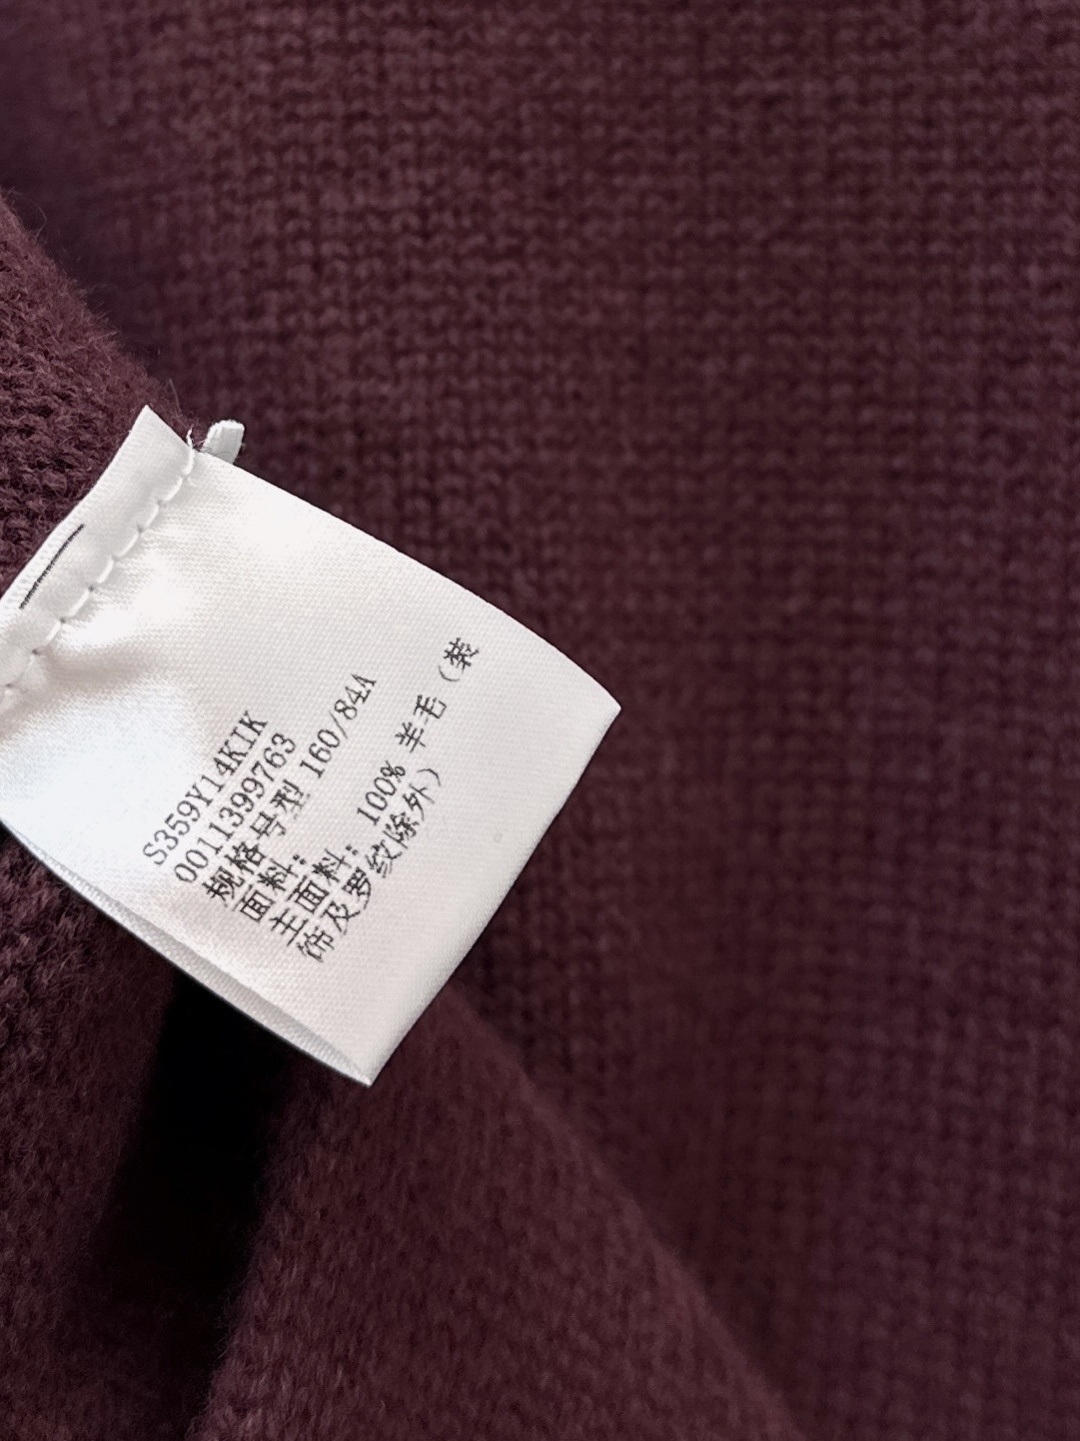 S359Y14KIK
0011399763
规格号型 160/84A
面料:
主面料: 100% 羊毛(装
饰及罗纹除外)